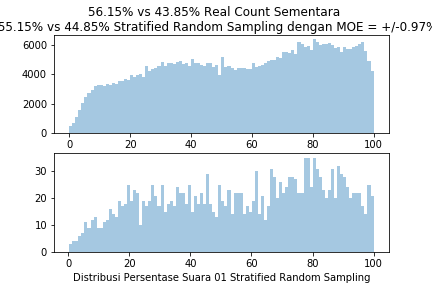 56.15% vs 43.85% Real Count Sementara
55.15% vs 44.85% Stratified Random Sampling dengan MOE = +/-0.97%
6000
4000
2000
0
0 20 40 60 80 100
30
20
10
0
0 20 40 60 80 100
Distribusi Persentase Suara 01 Stratified Random Sampling